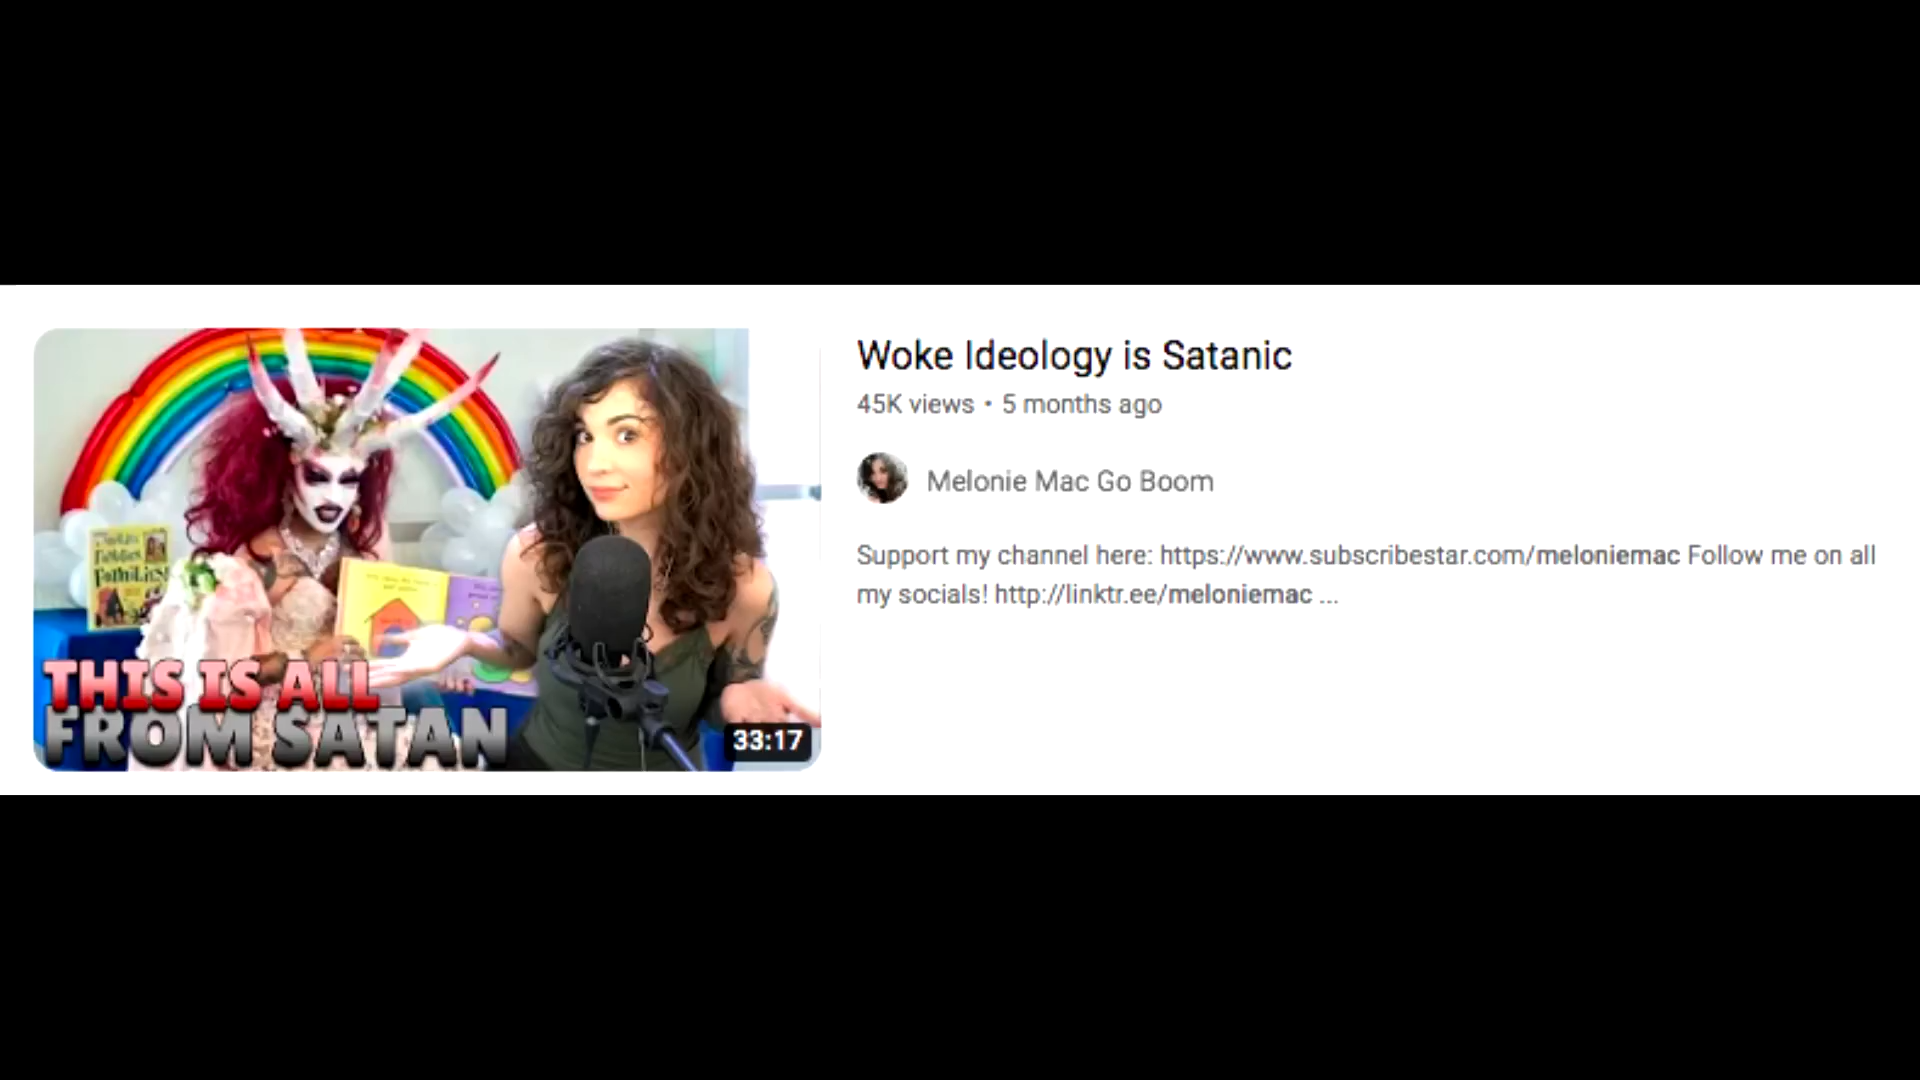 THIS IS ALL
FROM SATAN
33:17
Woke Ideology is Satanic
45K views • 5 months ago
Melonie Mac Go Boom
Support my channel here: https://www.subscribestar.com/meloniemac Follow me on all
my socials! http://linktr.ee/meloniemac ...